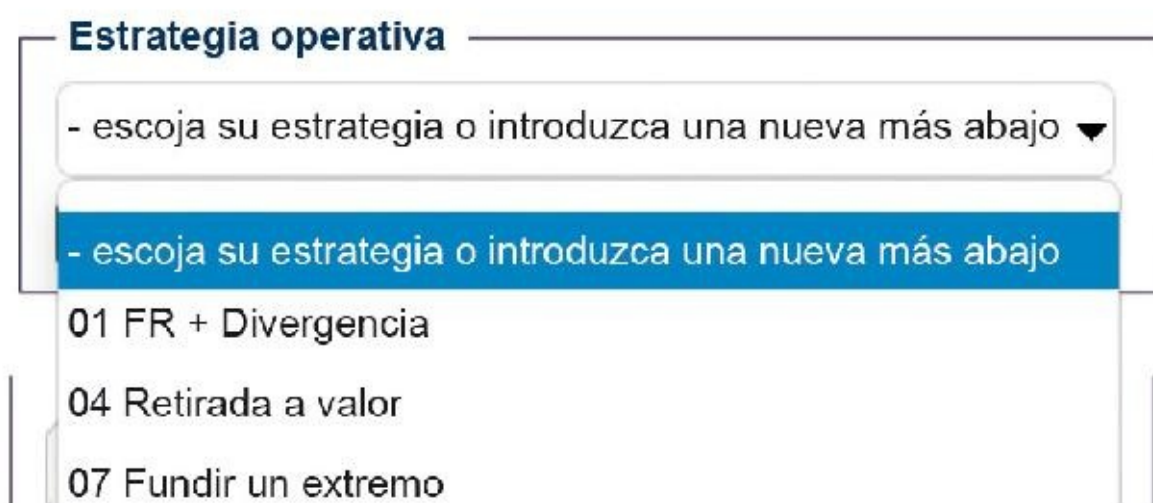 Estrategia operativa
- escoja su estrategia o introduzca una nueva más abajo
- escoja su estrategia o introduzca una nueva más abajo
01 FR + Divergencia
04 Retirada a valor
07 Fundir un extremo